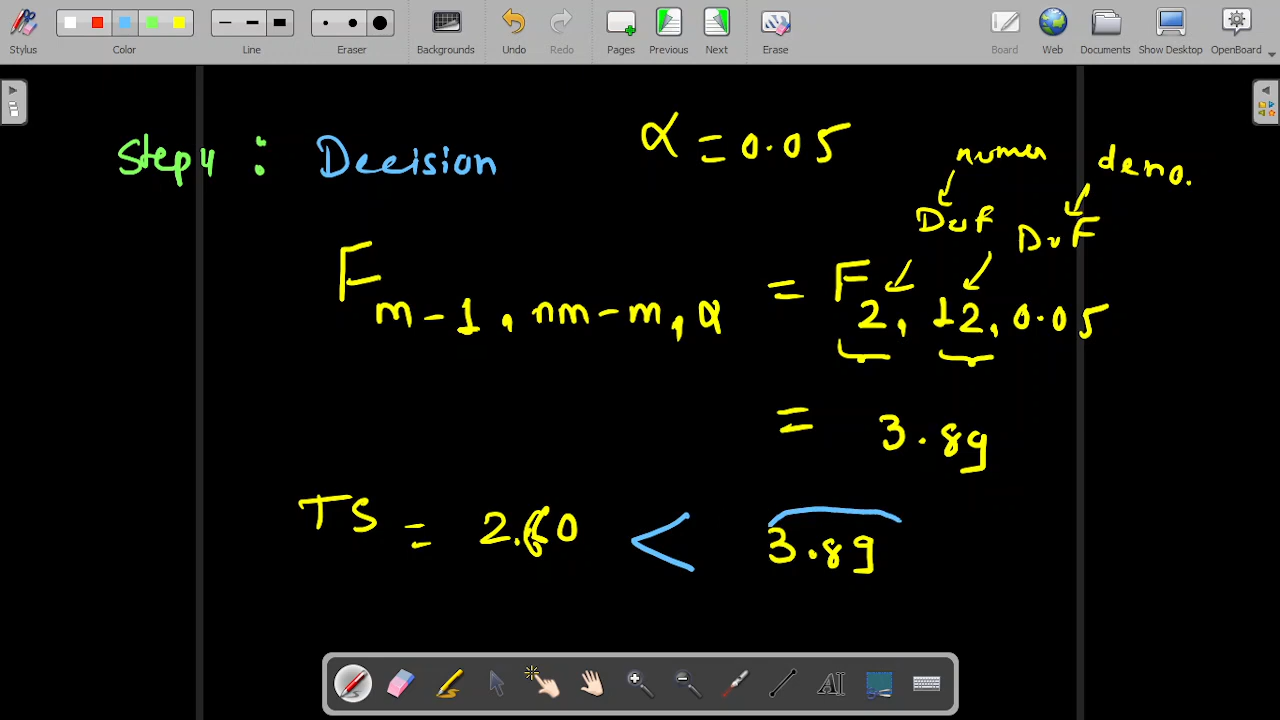 Stylus Color Line Eraser Backgrounds Undo Redo Pages Previous Next Erase Board Web Documents Show Desktop OpenBoard
Step 4 : Decision α = 0.05
numer deno.
DoF DoF
F m-1, nm-m, α = F 2, 12, 0.05
= 3.89
TS = 2.60 < 3.89
AI